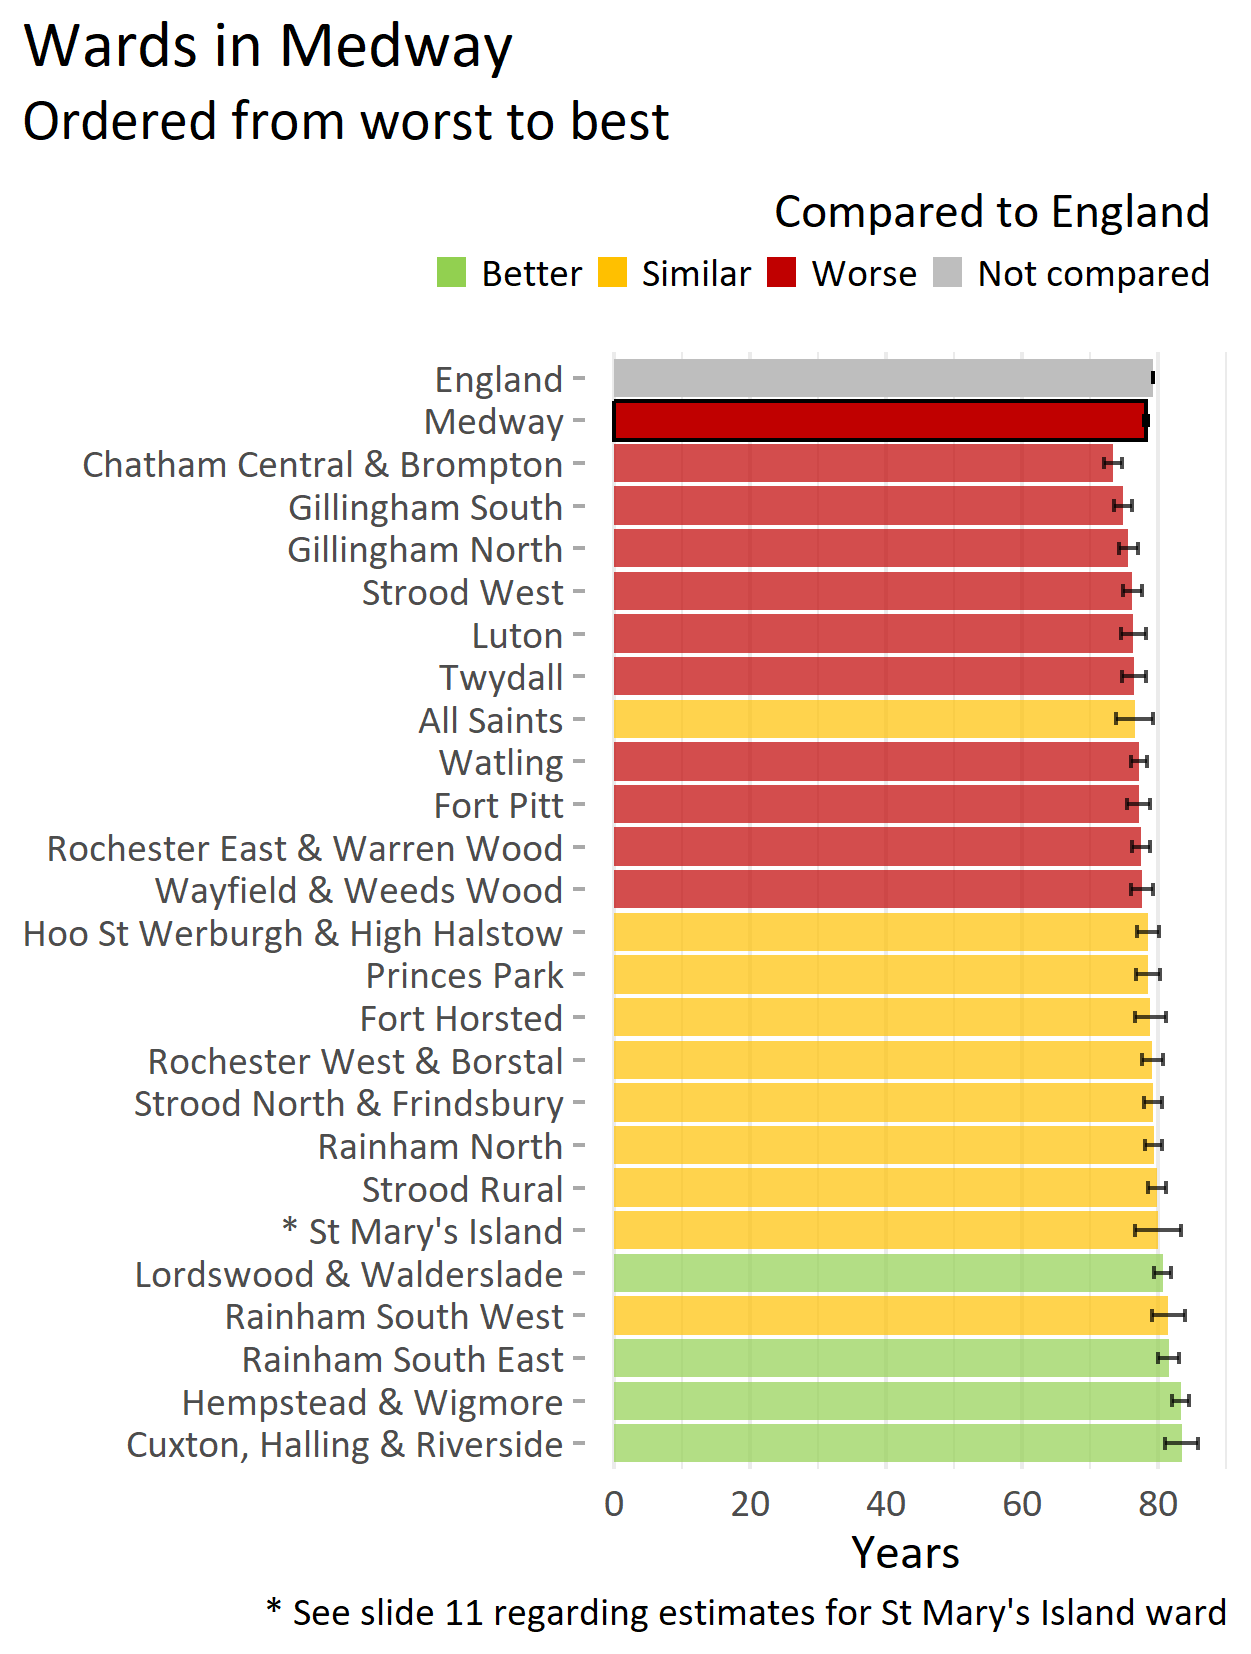 Wards in Medway
Ordered from worst to best
Compared to England
Better Similar Worse Not compared
England
Medway
Chatham Central & Brompton
Gillingham South
Gillingham North
Strood West
Luton
Twydall
All Saints
Watling
Fort Pitt
Rochester East & Warren Wood
Wayfield & Weeds Wood
Hoo St Werburgh & High Halstow
Princes Park
Fort Horsted
Rochester West & Borstal
Strood North & Frindsbury
Rainham North
Strood Rural
* St Mary's Island
Lordswood & Walderslade
Rainham South West
Rainham South East
Hempstead & Wigmore
Cuxton, Halling & Riverside
0 20 40 60 80
Years
* See slide 11 regarding estimates for St Mary's Island ward